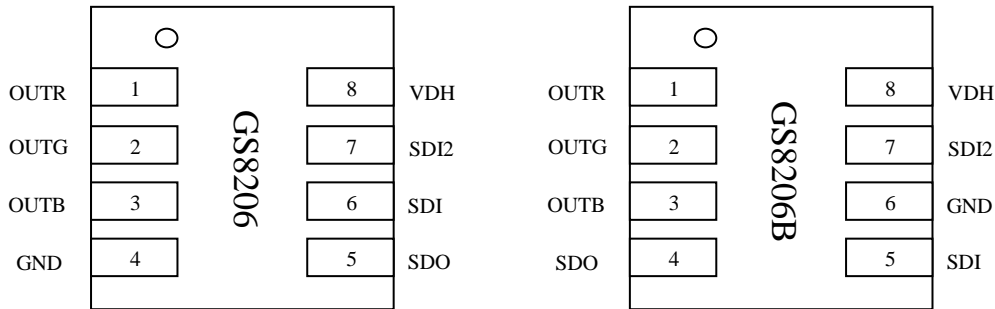 OUTR 1 8 VDH
OUTG 2 7 SDI2
OUTB 3 6 SDI
GND 4 5 SDO
GS8206
OUTR 1 8 VDH
OUTG 2 7 SDI2
OUTB 3 6 GND
SDO 4 5 SDI
GS8206B